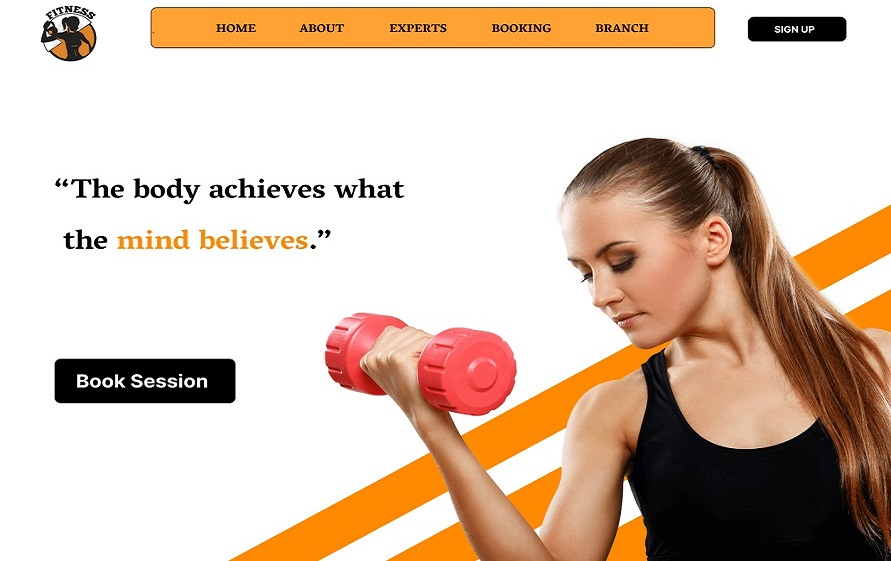 FITNESS
HOME ABOUT EXPERTS BOOKING BRANCH
SIGN UP
“The body achieves what
the mind believes.”
Book Session